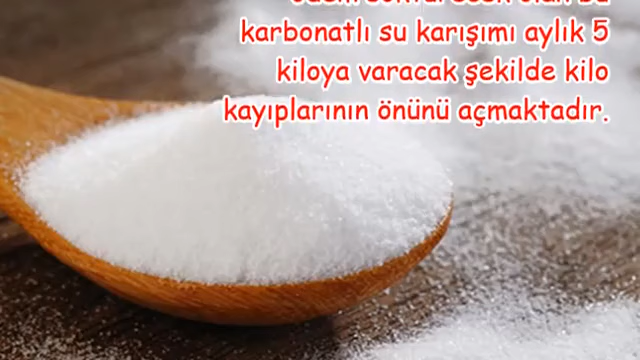 karbonatlı su karışımı aylık 5
kiloya varacak şekilde kilo
kayıplarının önünü açmaktadır.